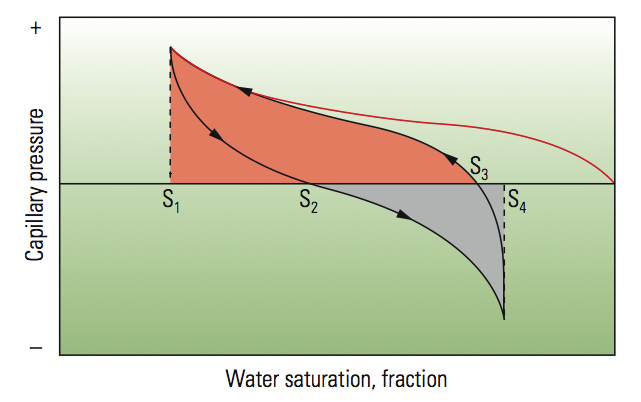 +
Capillary pressure
–
S₁
S₂
S₃
S₄
Water saturation, fraction